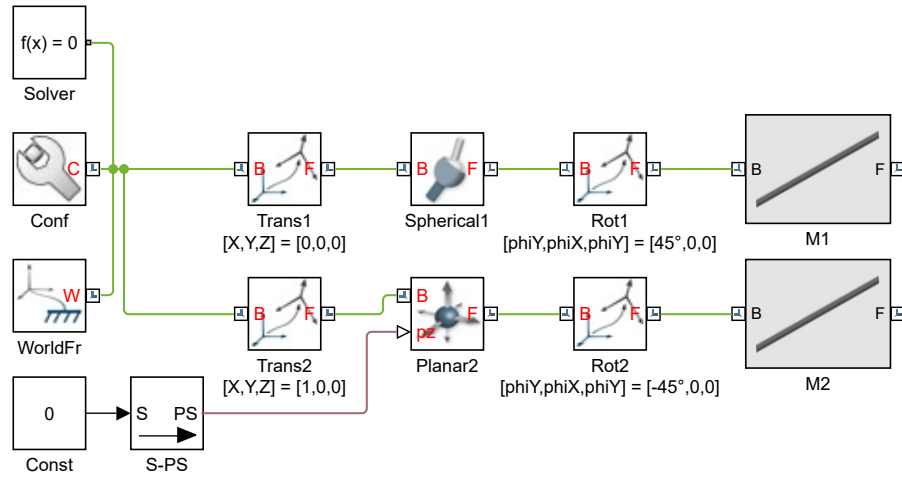 f(x) = 0
Solver
C
Conf
B F
Trans1
[X,Y,Z] = [0,0,0]
B F
Spherical1
B F
Rot1
[phiY,phiX,phiY] = [45°,0,0]
B F
M1
W
WorldFr
B F
Trans2
[X,Y,Z] = [1,0,0]
B F
pz
Planar2
B F
Rot2
[phiY,phiX,phiY] = [-45°,0,0]
B F
M2
0
Const
S PS
S-PS